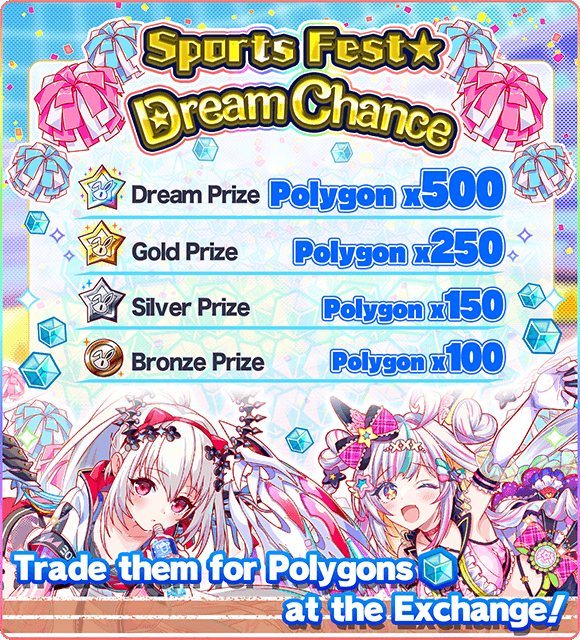 Sports Fest★
Dream Chance
Dream Prize Polygon x500
Gold Prize Polygon x250
Silver Prize Polygon x150
Bronze Prize Polygon x100
Trade them for Polygons
at the Exchange!